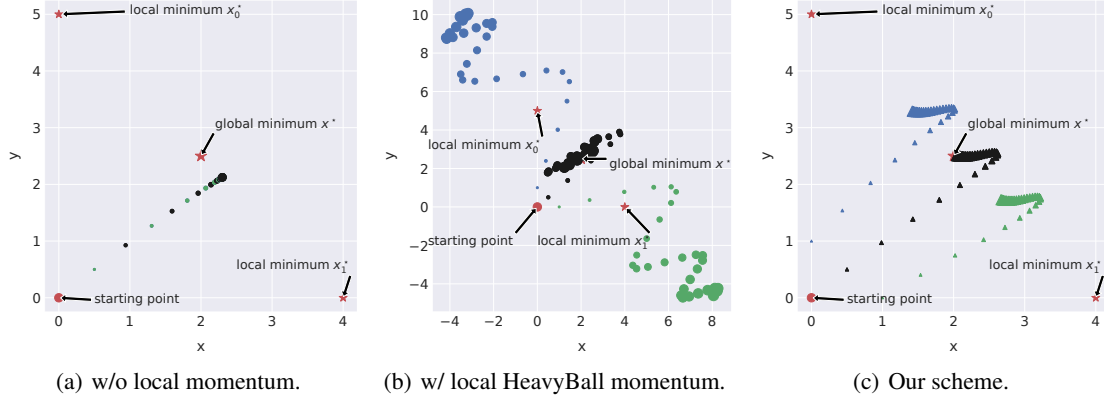 5
local minimum x₀*
4
3
global minimum x*
y
2
1
local minimum x₁*
0
starting point
0 1 2 3 4
x
(a) w/o local momentum.
10
8
6
4
local minimum x₀*
y
2
global minimum x*
0
−2
starting point
local minimum x₁*
−4
−4 −2 0 2 4 6 8
x
(b) w/ local HeavyBall momentum.
5
local minimum x₀*
4
3
global minimum x*
y
2
1
local minimum x₁*
0
starting point
0 1 2 3 4
x
(c) Our scheme.